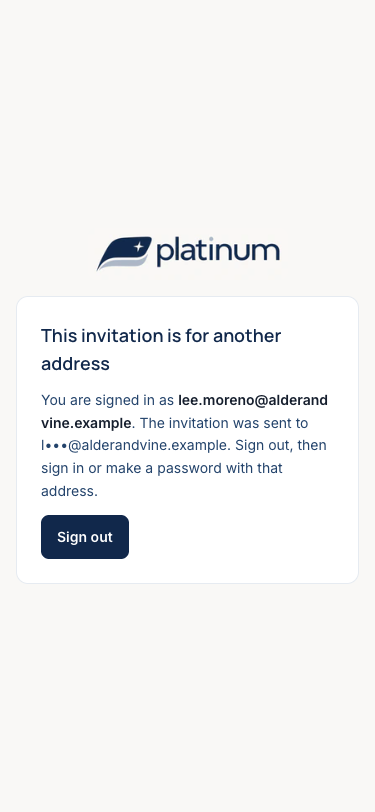 platinum
This invitation is for another
address
You are signed in as lee.moreno@alderand
vine.example. The invitation was sent to
l•••@alderandvine.example. Sign out, then
sign in or make a password with that
address.
Sign out